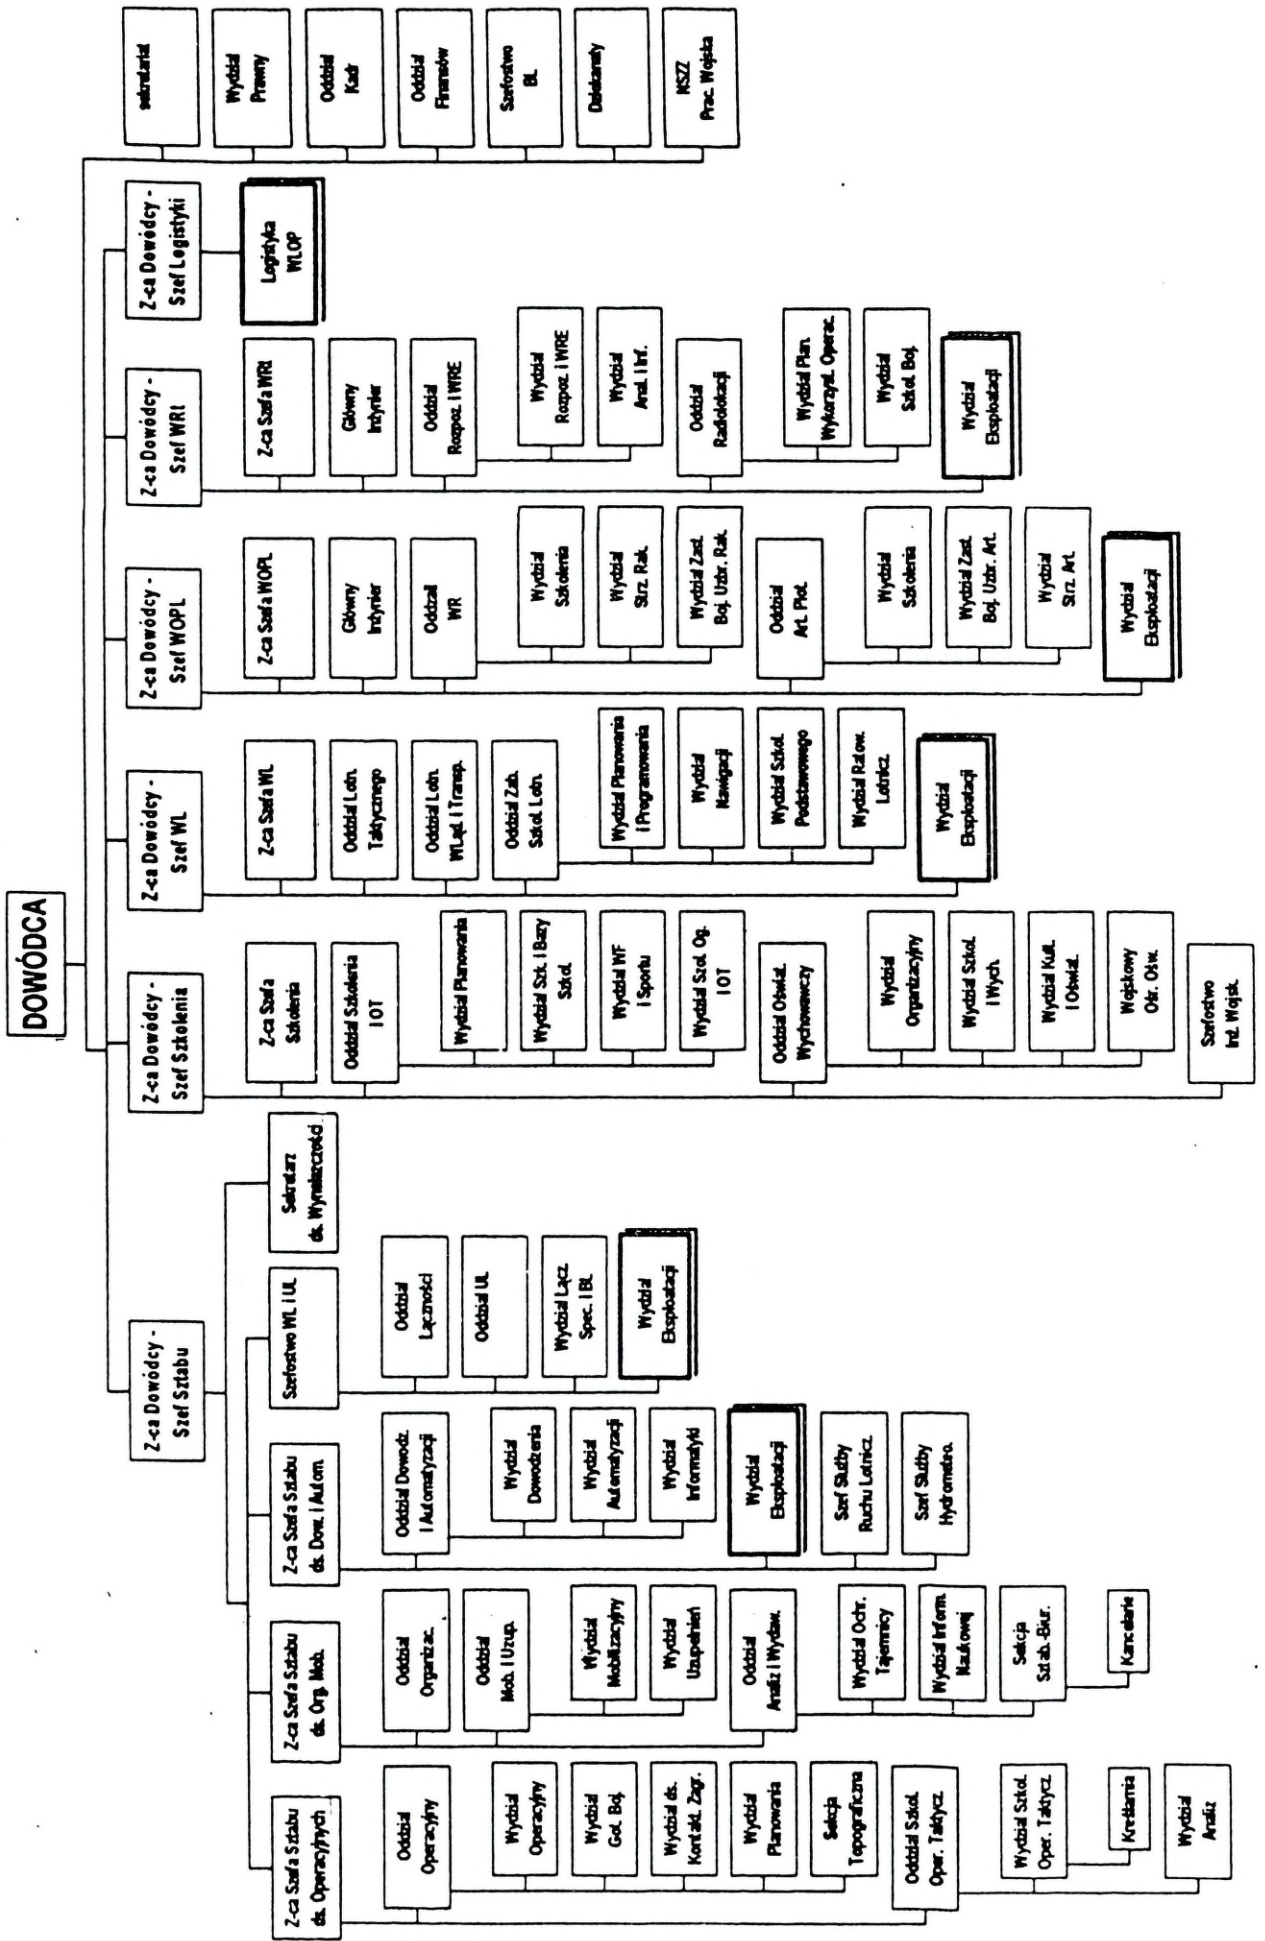 DOWÓDCA
Z-ca Dowódcy -
Szef Sztabu
Z-ca Szefa Sztabu
ds. Operacyjnych
Oddział
Operacyjny
Wydział
Operacyjny
Wydział
Got. Boj.
Wydział ds.
Kontakt. Zagr.
Wydział
Planowania
Sekcja
Topograficzna
Oddział Szkol.
Oper. Taktycz.
Wydział Szkol.
Oper. Taktycz.
Kreślarnia
Wydział
Analiz
Z-ca Szefa Sztabu
ds. Org. Mob.
Oddział
Organizac.
Oddział
Mob. i Uzup.
Wydział
Mobilizacyjny
Wydział
Uzupełnień
Oddział
Analiz i Wydaw.
Wydział Ochr.
Tajemnicy
Wydział Inform.
Naukowej
Sekcja
Sztab.-Biur.
Kancelarie
Z-ca Szefa Sztabu
ds. Dow. i Autom.
Oddział Dowodz.
i Automatyzacji
Wydział
Dowodzenia
Wydział
Automatyzacji
Wydział
Informatyki
Wydział
Eksploatacji
Szef Służby
Ruchu Lotnicz.
Szef Służby
Hydrometeo.
Szefostwo WŁ i UL
Oddział
Łączności
Oddział UL
Wydział Łącz.
Spec. i BŁ
Wydział
Eksploatacji
Sekretarz
ds. Wynalazczości
Z-ca Dowódcy -
Szef Szkolenia
Z-ca Szefa
Szkolenia
Oddział Szkolenia
i OT
Wydział Planowania
Wydział Szk. i Bazy
Szkol.
Wydział WF
i Sportu
Wydział Szol. Og.
i OT
Oddział Oświat.
Wychowawczy
Wydział
Organizacyjny
Wydział Szkol.
i Wych.
Wydział Kult.
i Oświat.
Wojskowy
Ośr. Ośw.
Szefostwo
Inż. Wojsk.
Z-ca Dowódcy -
Szef WL
Z-ca Szefa WL
Oddział Lotn.
Taktycznego
Oddział Lotn.
W.Ląd. i Transp.
Oddział Zab.
Szkol. Lotn.
Wydział Planowania
i Programowania
Wydział
Nawigacji
Wydział Szkol.
Podstawowego
Wydział Ratow.
Lotnicz.
Wydział
Eksploatacji
Z-ca Dowódcy -
Szef WOPL
Z-ca Szefa WOPL
Główny
Inżynier
Oddział
WR
Wydział
Szkolenia
Wydział
Strz. Rak.
Wydział Zast.
Boj. Uzbr. Rak.
Oddział
Art. Plot.
Wydział
Szkolenia
Wydział Zast.
Boj. Uzbr. Art.
Wydział
Strz. Art.
Wydział
Eksploatacji
Z-ca Dowódcy -
Szef WRt
Z-ca Szefa WRt
Główny
Inżynier
Oddział
Rozpoz. i WRE
Wydział
Rozpoz. i WRE
Wydział
Anal. i Inf.
Oddział
Radiolokacji
Wydział Plan.
Wykorzyst. Operac.
Wydział
Szkol. Boj.
Wydział
Eksploatacji
Z-ca Dowódcy -
Szef Logistyki
Logistyka
WLOP
sekretariat
Wydział
Prawny
Oddział
Kadr
Oddział
Finansów
Szefostwo
BL
Dziekanaty
NSZZ
Prac. Wojska